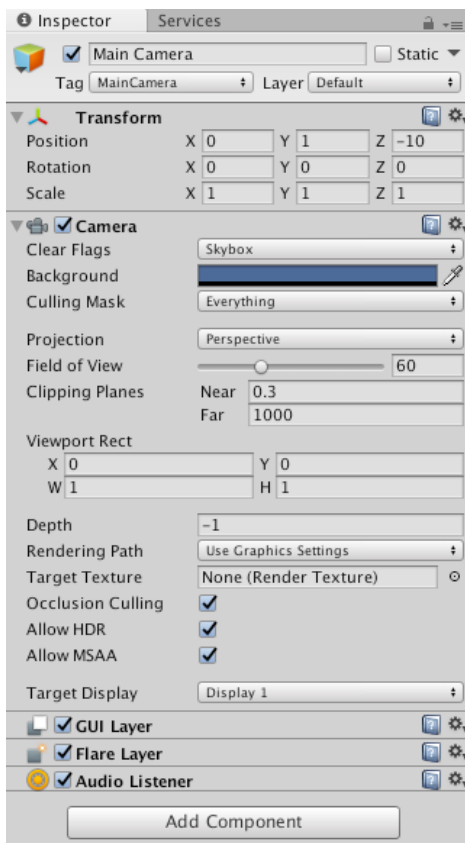 Inspector Services
Main Camera Static
Tag MainCamera Layer Default
Transform
Position X 0 Y 1 Z -10
Rotation X 0 Y 0 Z 0
Scale X 1 Y 1 Z 1
Camera
Clear Flags Skybox
Background
Culling Mask Everything
Projection Perspective
Field of View 60
Clipping Planes Near 0.3
Far 1000
Viewport Rect
X 0 Y 0
W 1 H 1
Depth -1
Rendering Path Use Graphics Settings
Target Texture None (Render Texture)
Occlusion Culling
Allow HDR
Allow MSAA
Target Display Display 1
GUI Layer
Flare Layer
Audio Listener
Add Component